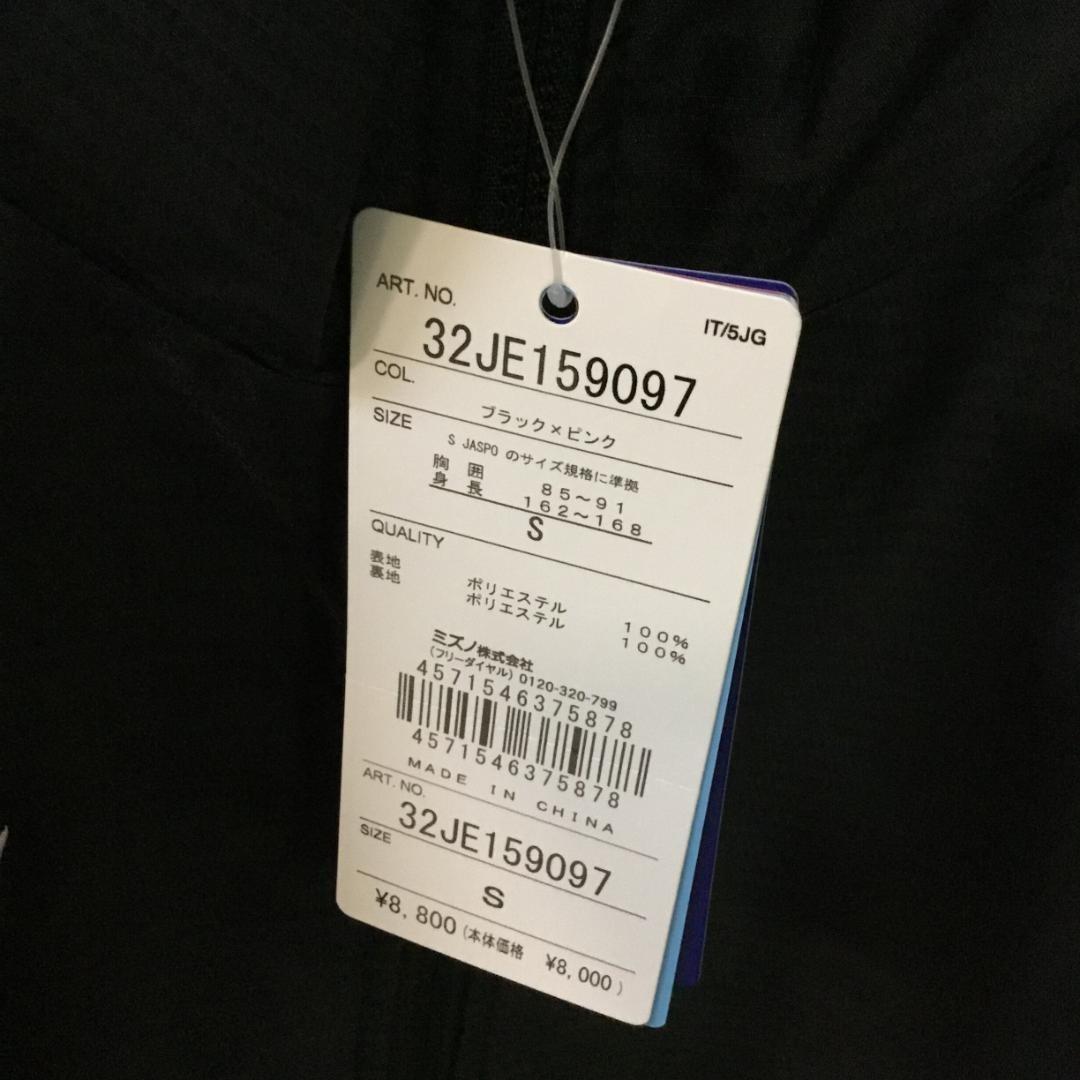 ART. NO.
IT/5JG
32JE159097
COL.
ブラック×ピンク
SIZE
S JASPO のサイズ規格に準拠
胸 囲 85～91
身 長 162～168
S
QUALITY
表地 ポリエステル 100%
裏地 ポリエステル 100%
ミズノ株式会社
(フリーダイヤル) 0120-320-799
4571546375878
4571546375878
MADE IN CHINA
ART. NO.
32JE159097
SIZE
S
¥8,800 (本体価格 ¥8,000)